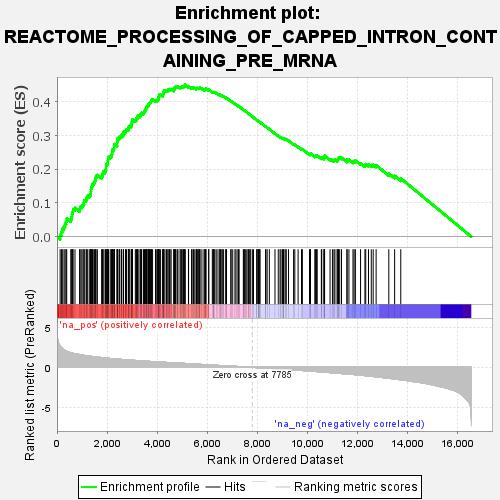 Enrichment plot:
REACTOME_PROCESSING_OF_CAPPED_INTRON_CONT
AINING_PRE_MRNA
Enrichment score (ES)
0.4
0.3
0.2
0.1
0.0
Ranked list metric (PreRanked)
5
0
-5
'na_pos' (positively correlated)
Zero cross at 7785
'na_neg' (negatively correlated)
0
2,000
4,000
6,000
8,000
10,000
12,000
14,000
16,000
Rank in Ordered Dataset
Enrichment profile
Hits
Ranking metric scores